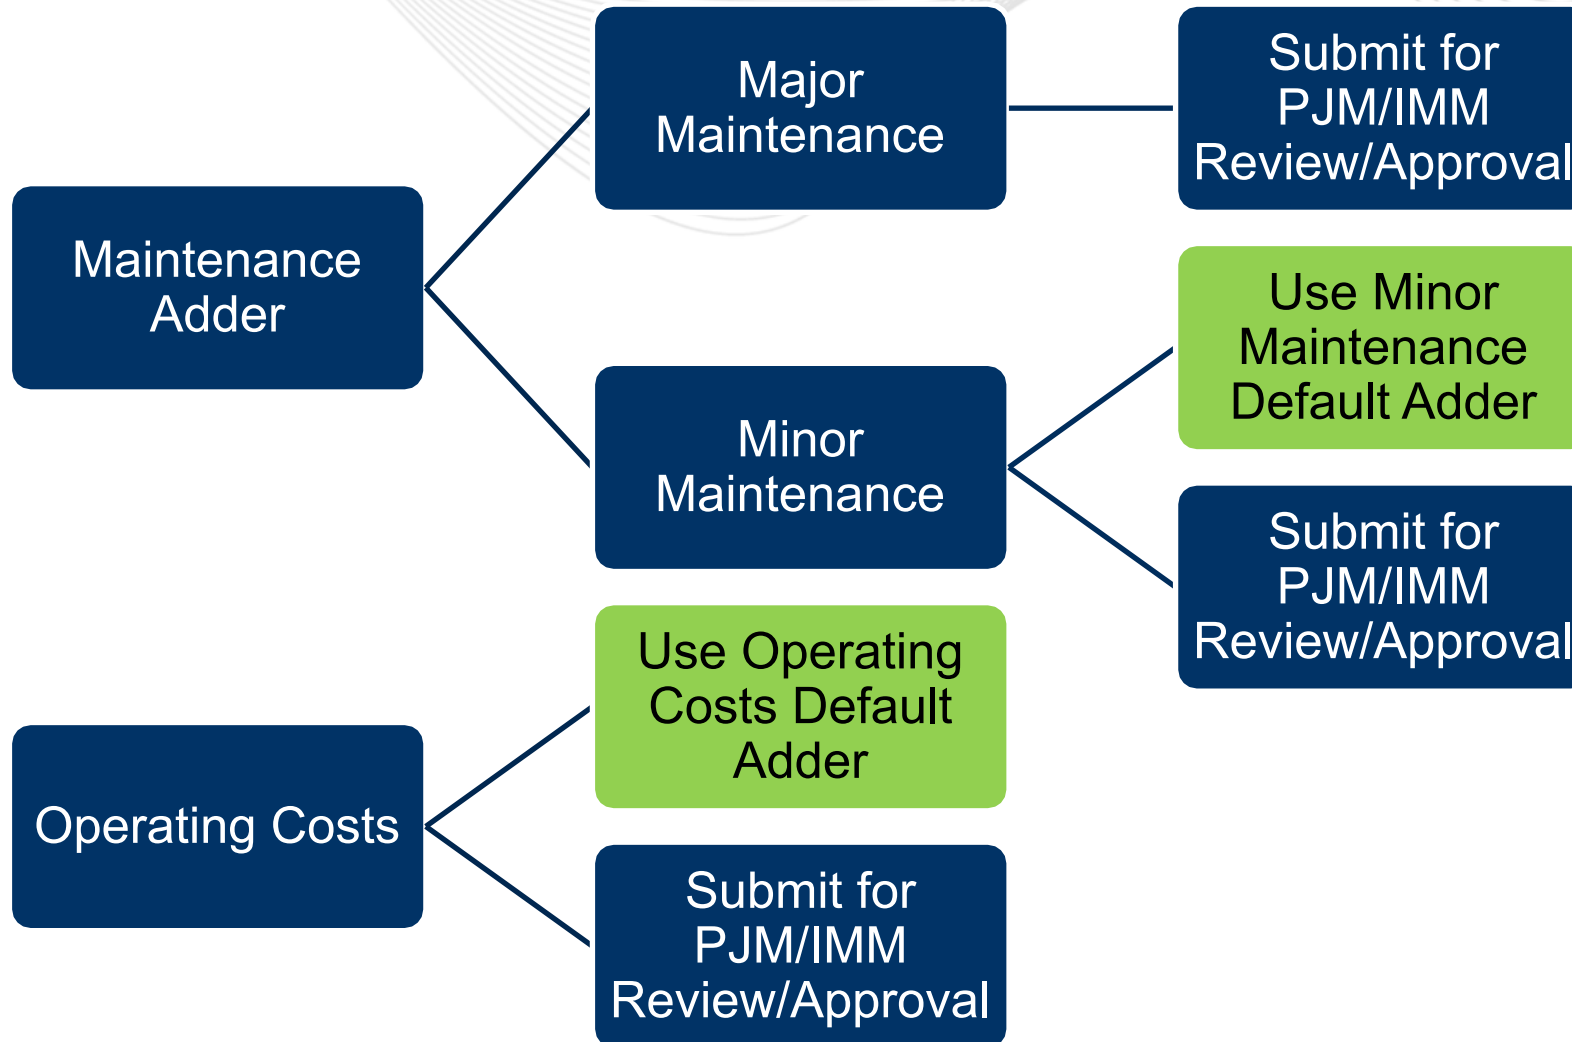 Major
Maintenance
Submit for
PJM/IMM
Review/Approval
Maintenance
Adder
Use Minor
Maintenance
Default Adder
Minor
Maintenance
Submit for
PJM/IMM
Review/Approval
Use Operating
Costs Default
Adder
Operating Costs
Submit for
PJM/IMM
Review/Approval